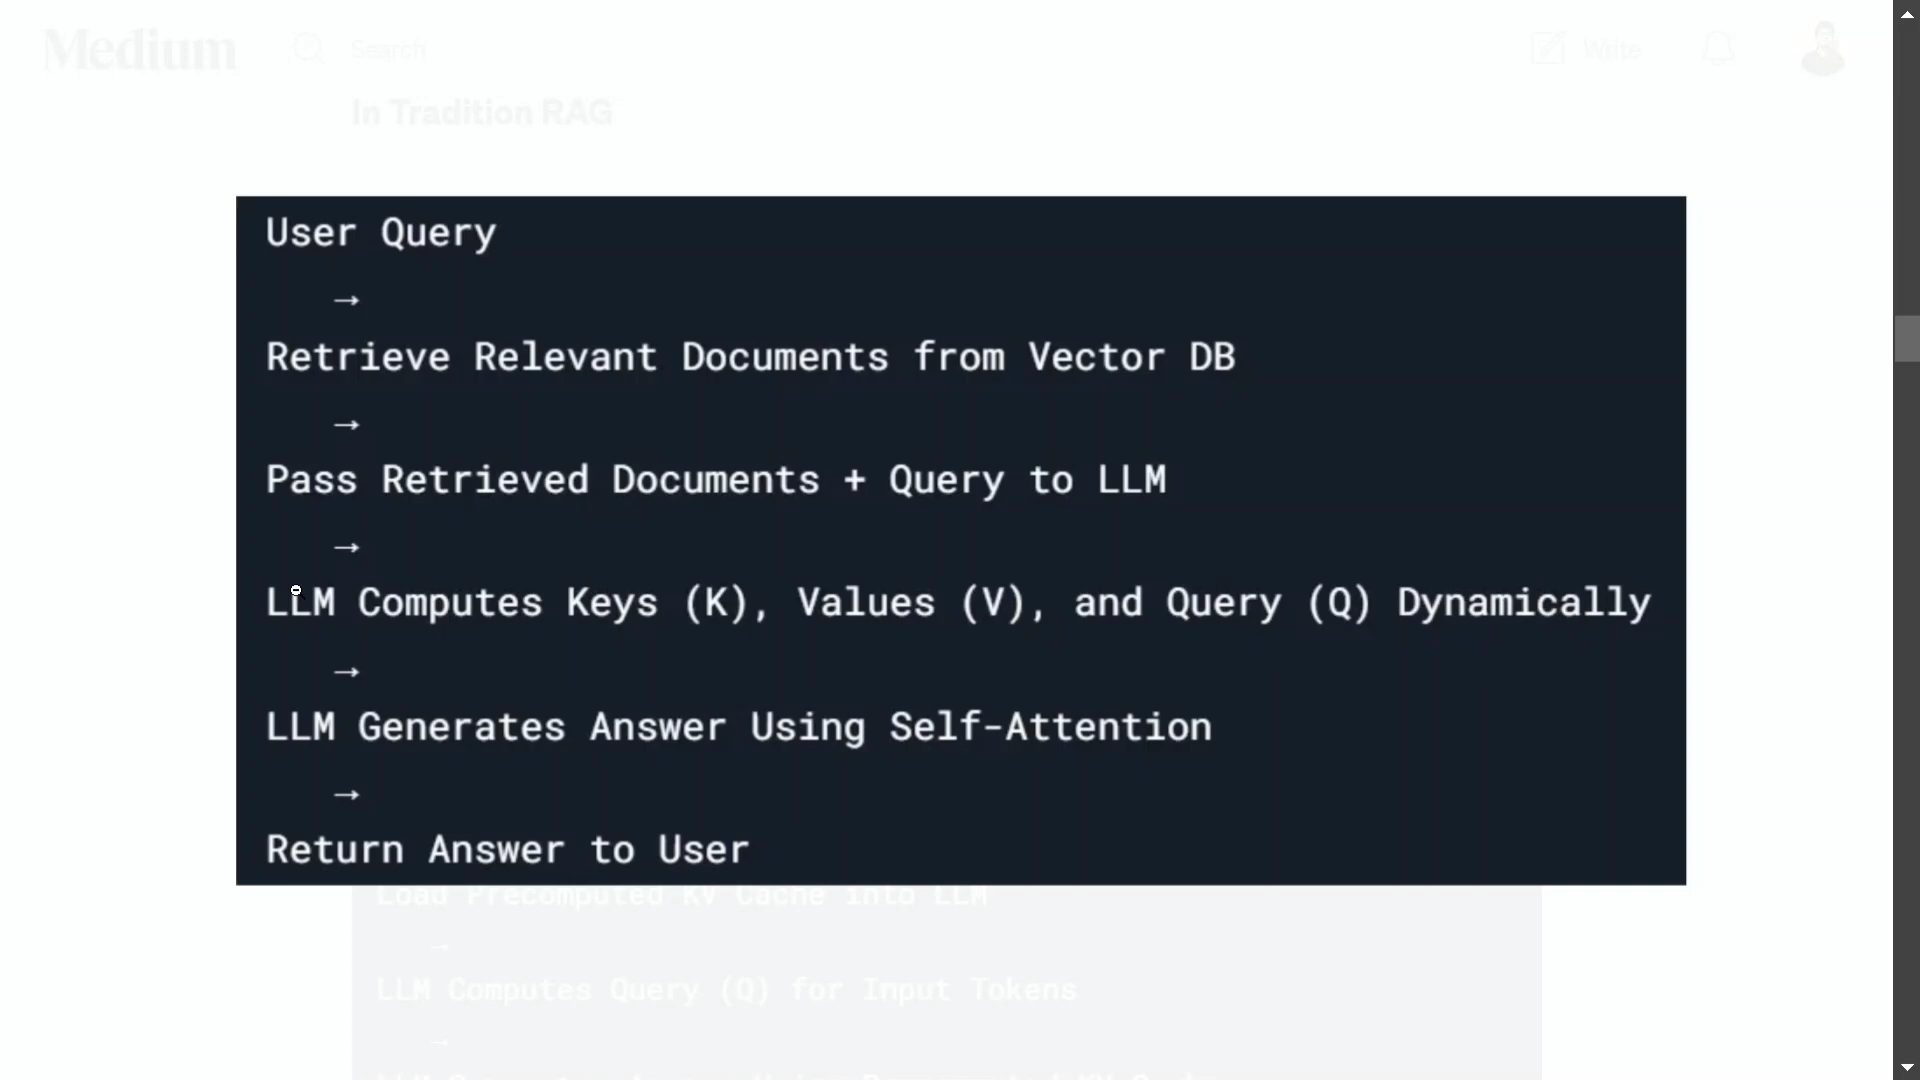 Medium
Search
Write
In Tradition RAG
User Query
→
Retrieve Relevant Documents from Vector DB
→
Pass Retrieved Documents + Query to LLM
→
LLM Computes Keys (K), Values (V), and Query (Q) Dynamically
→
LLM Generates Answer Using Self-Attention
→
Return Answer to User
Load Precomputed KV Cache into LLM
→
LLM Computes Query (Q) for Input Tokens
→